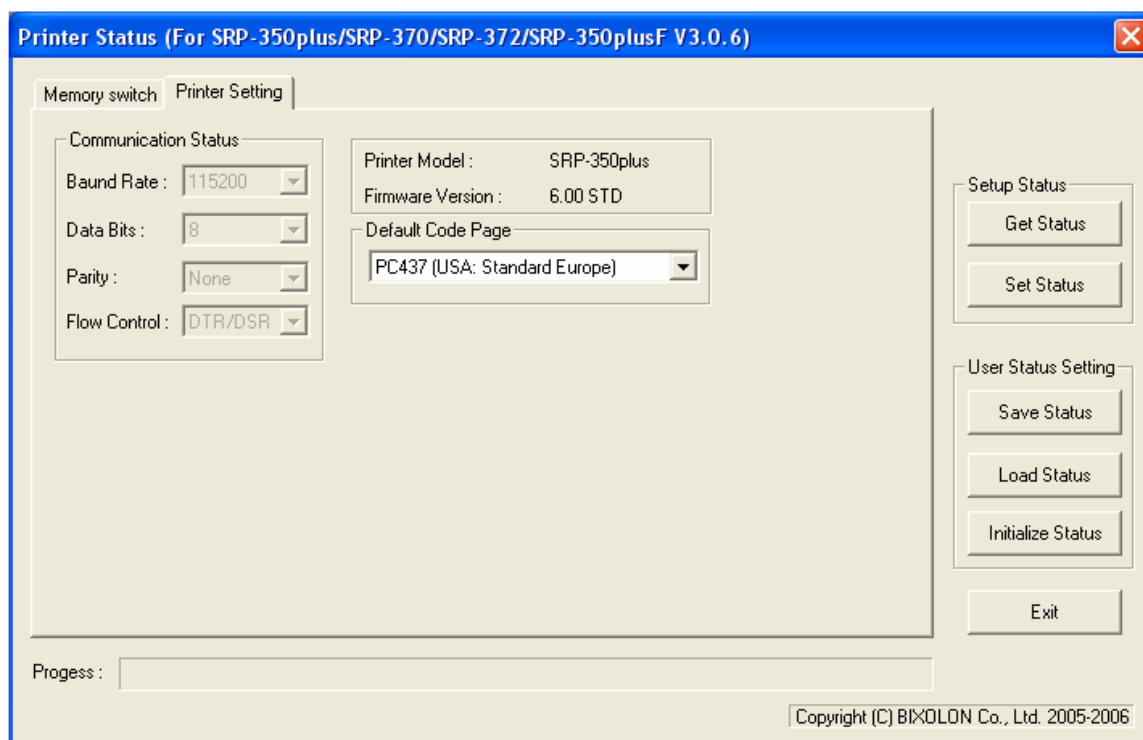 Printer Status (For SRP-350plus/SRP-370/SRP-372/SRP-350plusF V3.0.6)
Memory switch
Printer Setting
Communication Status
Baund Rate : 115200
Data Bits : 8
Parity : None
Flow Control : DTR/DSR
Printer Model : SRP-350plus
Firmware Version : 6.00 STD
Default Code Page
PC437 (USA: Standard Europe)
Setup Status
Get Status
Set Status
User Status Setting
Save Status
Load Status
Initialize Status
Exit
Progess :
Copyright (C) BIXOLON Co., Ltd. 2005-2006